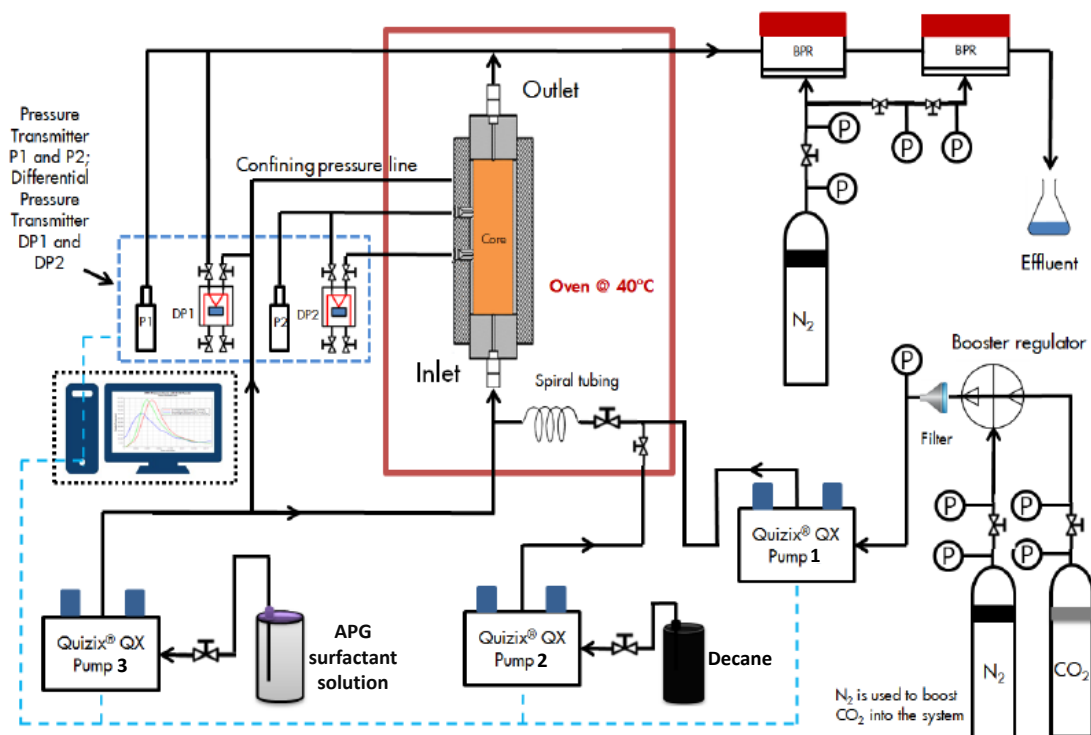 BPR
BPR
Outlet
Pressure
Transmitter
P1 and P2;
Differential
Pressure
Transmitter
DP1 and
DP2
Confining pressure line
P
P
P
P
Core
Oven @ 40°C
Effluent
N2
P1
DP1
P2
DP2
Inlet
Spiral tubing
Booster regulator
P
Filter
P
P
P
P
Quizix® QX
Pump 1
Quizix® QX
Pump 3
APG
surfactant
solution
Quizix® QX
Pump 2
Decane
N2 is used to boost
CO2 into the system
N2
CO2